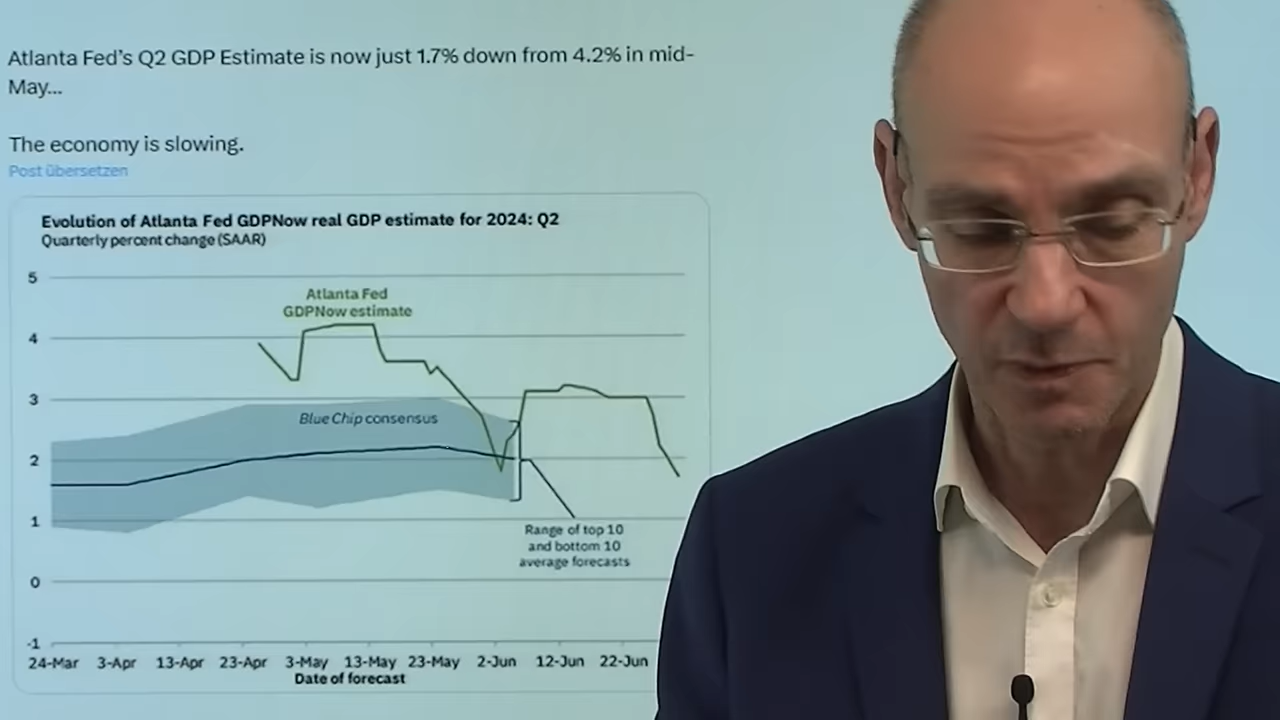 Atlanta Fed's Q2 GDP Estimate is now just 1.7% down from 4.2% in mid-
May...
The economy is slowing.
Post übersetzen
Evolution of Atlanta Fed GDPNow real GDP estimate for 2024: Q2
Quarterly percent change (SAAR)
5
Atlanta Fed
GDPNow estimate
4
3
Blue Chip consensus
2
1
Range of top 10
and bottom 10
average forecasts
0
-1
24-Mar 3-Apr 13-Apr 23-Apr 3-May 13-May 23-May 2-Jun 12-Jun 22-Jun
Date of forecast